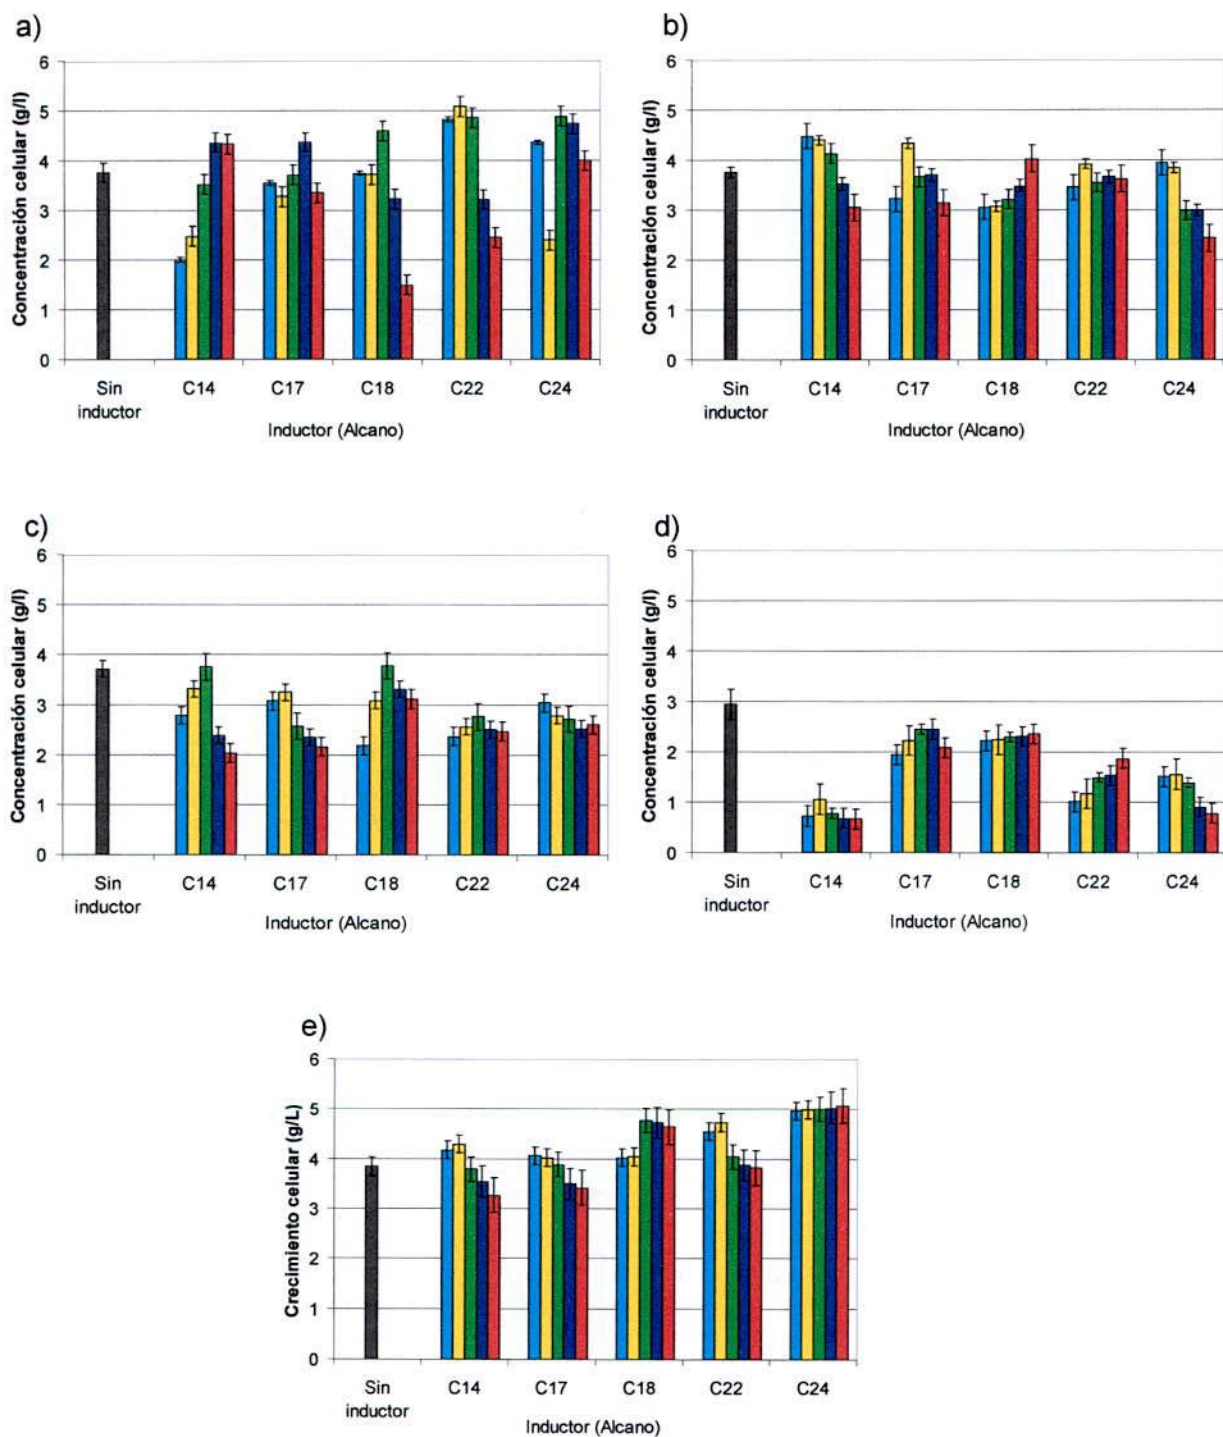 a)
Concentración celular (g/l)
6
5
4
3
2
1
0
Sin inductor
C14
C17
C18
C22
C24
Inductor (Alcano)
b)
Concentración celular (g/l)
6
5
4
3
2
1
0
Sin inductor
C14
C17
C18
C22
C24
Inductor (Alcano)
c)
Concentración celular (g/l)
6
5
4
3
2
1
0
Sin inductor
C14
C17
C18
C22
C24
Inductor (Alcano)
d)
Concentración celular (g/l)
6
5
4
3
2
1
0
Sin inductor
C14
C17
C18
C22
C24
Inductor (Alcano)
e)
Crecimiento celular (g/L)
6
5
4
3
2
1
0
Sin inductor
C14
C17
C18
C22
C24
Inductor (Alcano)